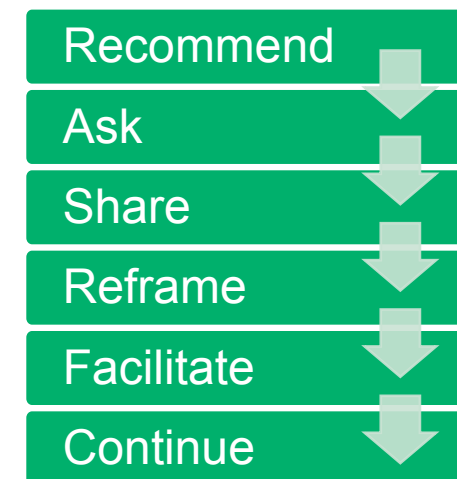 Recommend
Ask
Share
Reframe
Facilitate
Continue